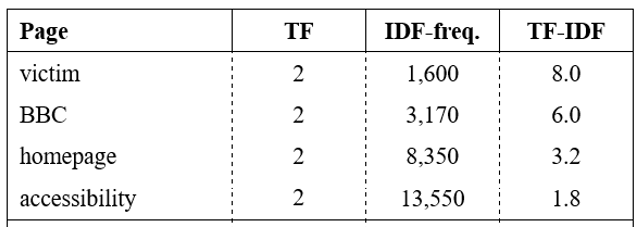 Page TF IDF-freq. TF-IDF
victim 2 1,600 8.0
BBC 2 3,170 6.0
homepage 2 8,350 3.2
accessibility 2 13,550 1.8